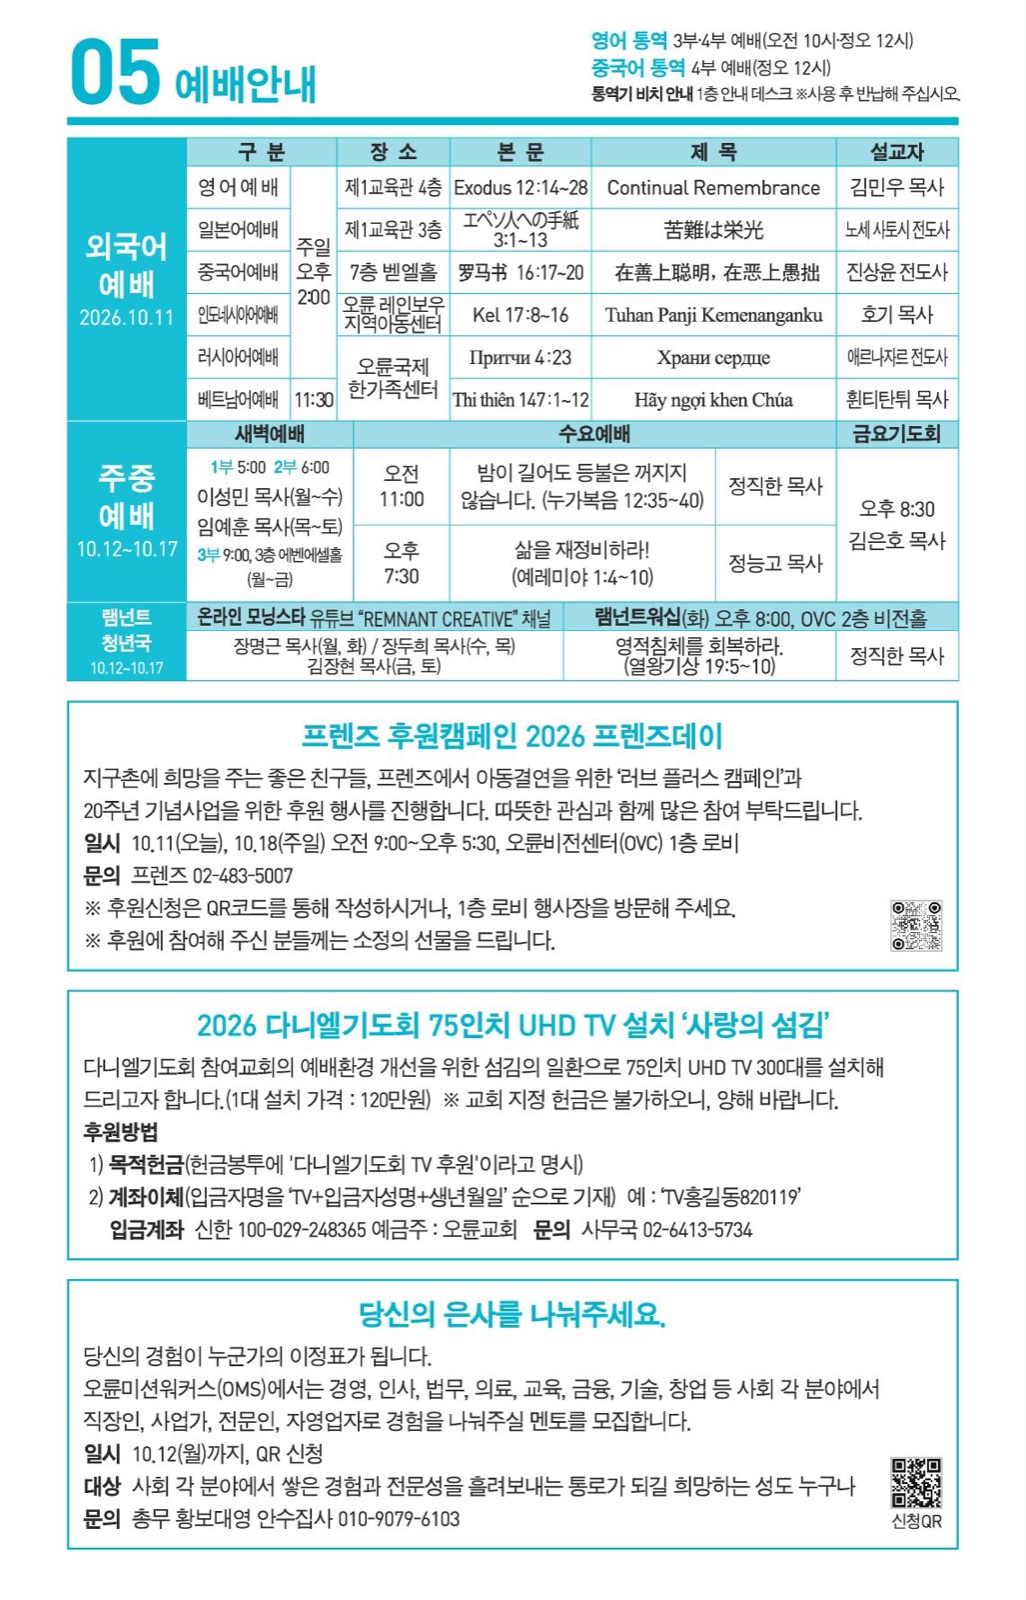 05 예배안내
영어 통역 3부·4부 예배(오전 10시·정오 12시)
중국어 통역 4부 예배(정오 12시)
통역기 비치 안내 1층 안내 데스크 ※사용 후 반납해 주십시오.
외국어
예배
2026.10.11
구 분 장 소 본 문 제 목 설교자
영어예배 주일 오후 2:00 제1교육관 4층 Exodus 12:14~28 Continual Remembrance 김민우 목사
일본어예배 제1교육관 3층 エペソ人への手紙 3:1~13 苦難は栄光 노세 사토시 전도사
중국어예배 7층 벧엘홀 罗马书 16:17~20 在善上聪明, 在恶上愚拙 진상윤 전도사
인도네시아어예배 오륜 레인보우 지역아동센터 Kel 17:8~16 Tuhan Panji Kemenanganku 호기 목사
러시아어예배 오륜국제 한가족센터 Притчи 4:23 Храни сердце 애르나자르 전도사
베트남어예배 11:30 Thi thiên 147:1~12 Hãy ngợi khen Chúa 휜티탄튀 목사
주중
예배
10.12~10.17
새벽예배 수요예배 금요기도회
1부 5:00 2부 6:00
이성민 목사(월~수)
임예훈 목사(목~토)
3부 9:00, 3층 에벤에셀홀
(월~금)
오전
11:00
밤이 길어도 등불은 꺼지지
않습니다. (누가복음 12:35~40)
정직한 목사
오후
7:30
삶을 재정비하라!
(예레미야 1:4~10)
정능고 목사
오후 8:30
김은호 목사
램넌트
청년국
10.12~10.17
온라인 모닝스타 유튜브 “REMNANT CREATIVE” 채널
램넌트워십(화) 오후 8:00, OVC 2층 비전홀
장명근 목사(월, 화) / 장두희 목사(수, 목)
김장현 목사(금, 토)
영적침체를 회복하라.
(열왕기상 19:5~10)
정직한 목사
프렌즈 후원캠페인 2026 프렌즈데이
지구촌에 희망을 주는 좋은 친구들, 프렌즈에서 아동결연을 위한 ‘러브 플러스 캠페인’과
20주년 기념사업을 위한 후원 행사를 진행합니다. 따뜻한 관심과 함께 많은 참여 부탁드립니다.
일시 10.11(오늘), 10.18(주일) 오전 9:00~오후 5:30, 오륜비전센터(OVC) 1층 로비
문의 프렌즈 02-483-5007
※ 후원신청은 QR코드를 통해 작성하시거나, 1층 로비 행사장을 방문해 주세요.
※ 후원에 참여해 주신 분들께는 소정의 선물을 드립니다.
2026 다니엘기도회 75인치 UHD TV 설치 ‘사랑의 섬김’
다니엘기도회 참여교회의 예배환경 개선을 위한 섬김의 일환으로 75인치 UHD TV 300대를 설치해
드리고자 합니다.(1대 설치 가격 : 120만원) ※ 교회 지정 헌금은 불가하오니, 양해 바랍니다.
후원방법
1) 목적헌금(헌금봉투에 '다니엘기도회 TV 후원'이라고 명시)
2) 계좌이체(입금자명을 ‘TV+입금자성명+생년월일’ 순으로 기재) 예 : ‘TV홍길동820119’
입금계좌 신한 100-029-248365 예금주 : 오륜교회 문의 사무국 02-6413-5734
당신의 은사를 나눠주세요.
당신의 경험이 누군가의 이정표가 됩니다.
오륜미션워커스(OMS)에서는 경영, 인사, 법무, 의료, 교육, 금융, 기술, 창업 등 사회 각 분야에서
직장인, 사업가, 전문인, 자영업자로 경험을 나눠주실 멘토를 모집합니다.
일시 10.12(월)까지, QR 신청
대상 사회 각 분야에서 쌓은 경험과 전문성을 흘려보내는 통로가 되길 희망하는 성도 누구나
문의 총무 황보대영 안수집사 010-9079-6103
신청QR